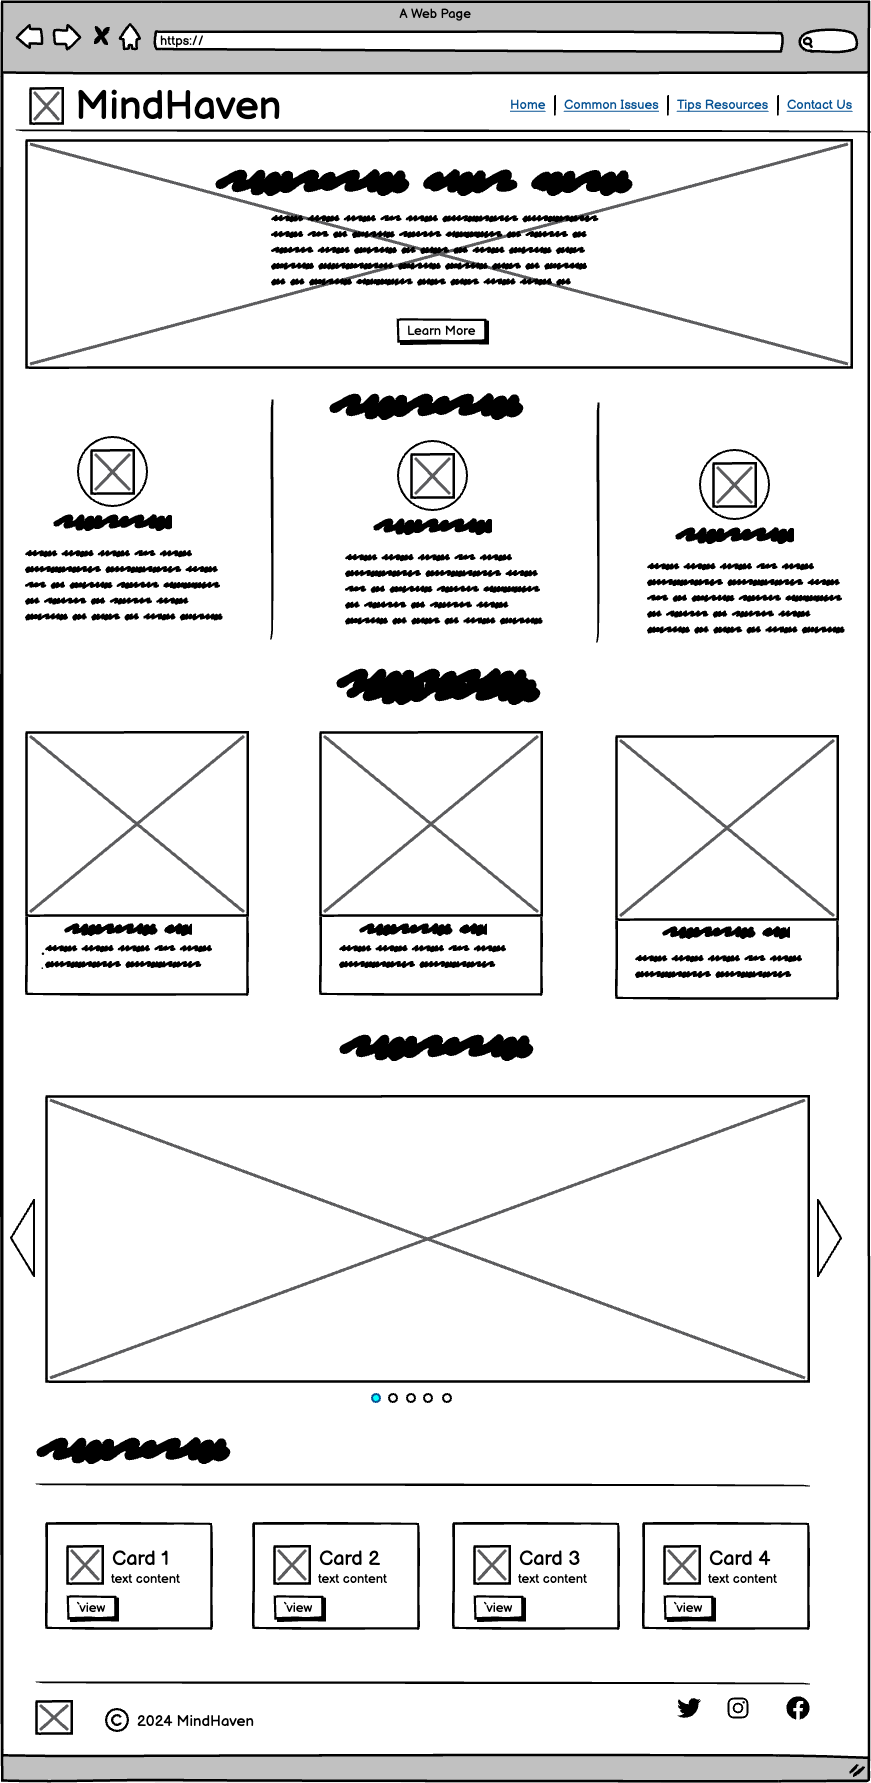 A Web Page
https://
MindHaven
Home Common Issues Tips Resources Contact Us
Learn More
Card 1
text content
`view
Card 2
text content
`view
Card 3
text content
`view
Card 4
text content
`view
© 2024 MindHaven